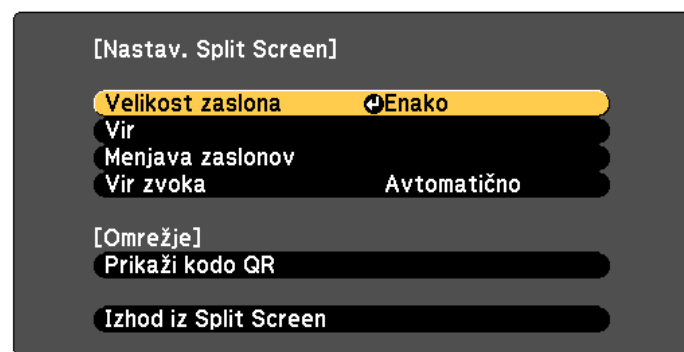 [Nastav. Split Screen]
Velikost zaslona Enako
Vir
Menjava zaslonov
Vir zvoka Avtomatično
[Omrežje]
Prikaži kodo QR
Izhod iz Split Screen